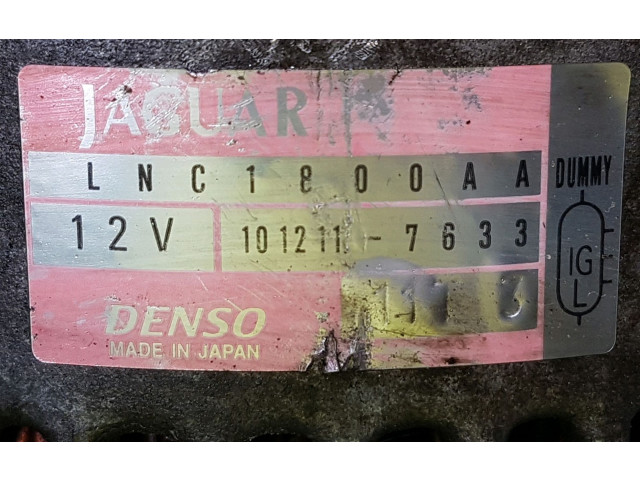 JAGUAR
LNC1800AA
12V 101211-7633
DENSO
MADE IN JAPAN
DUMMY
IG
L